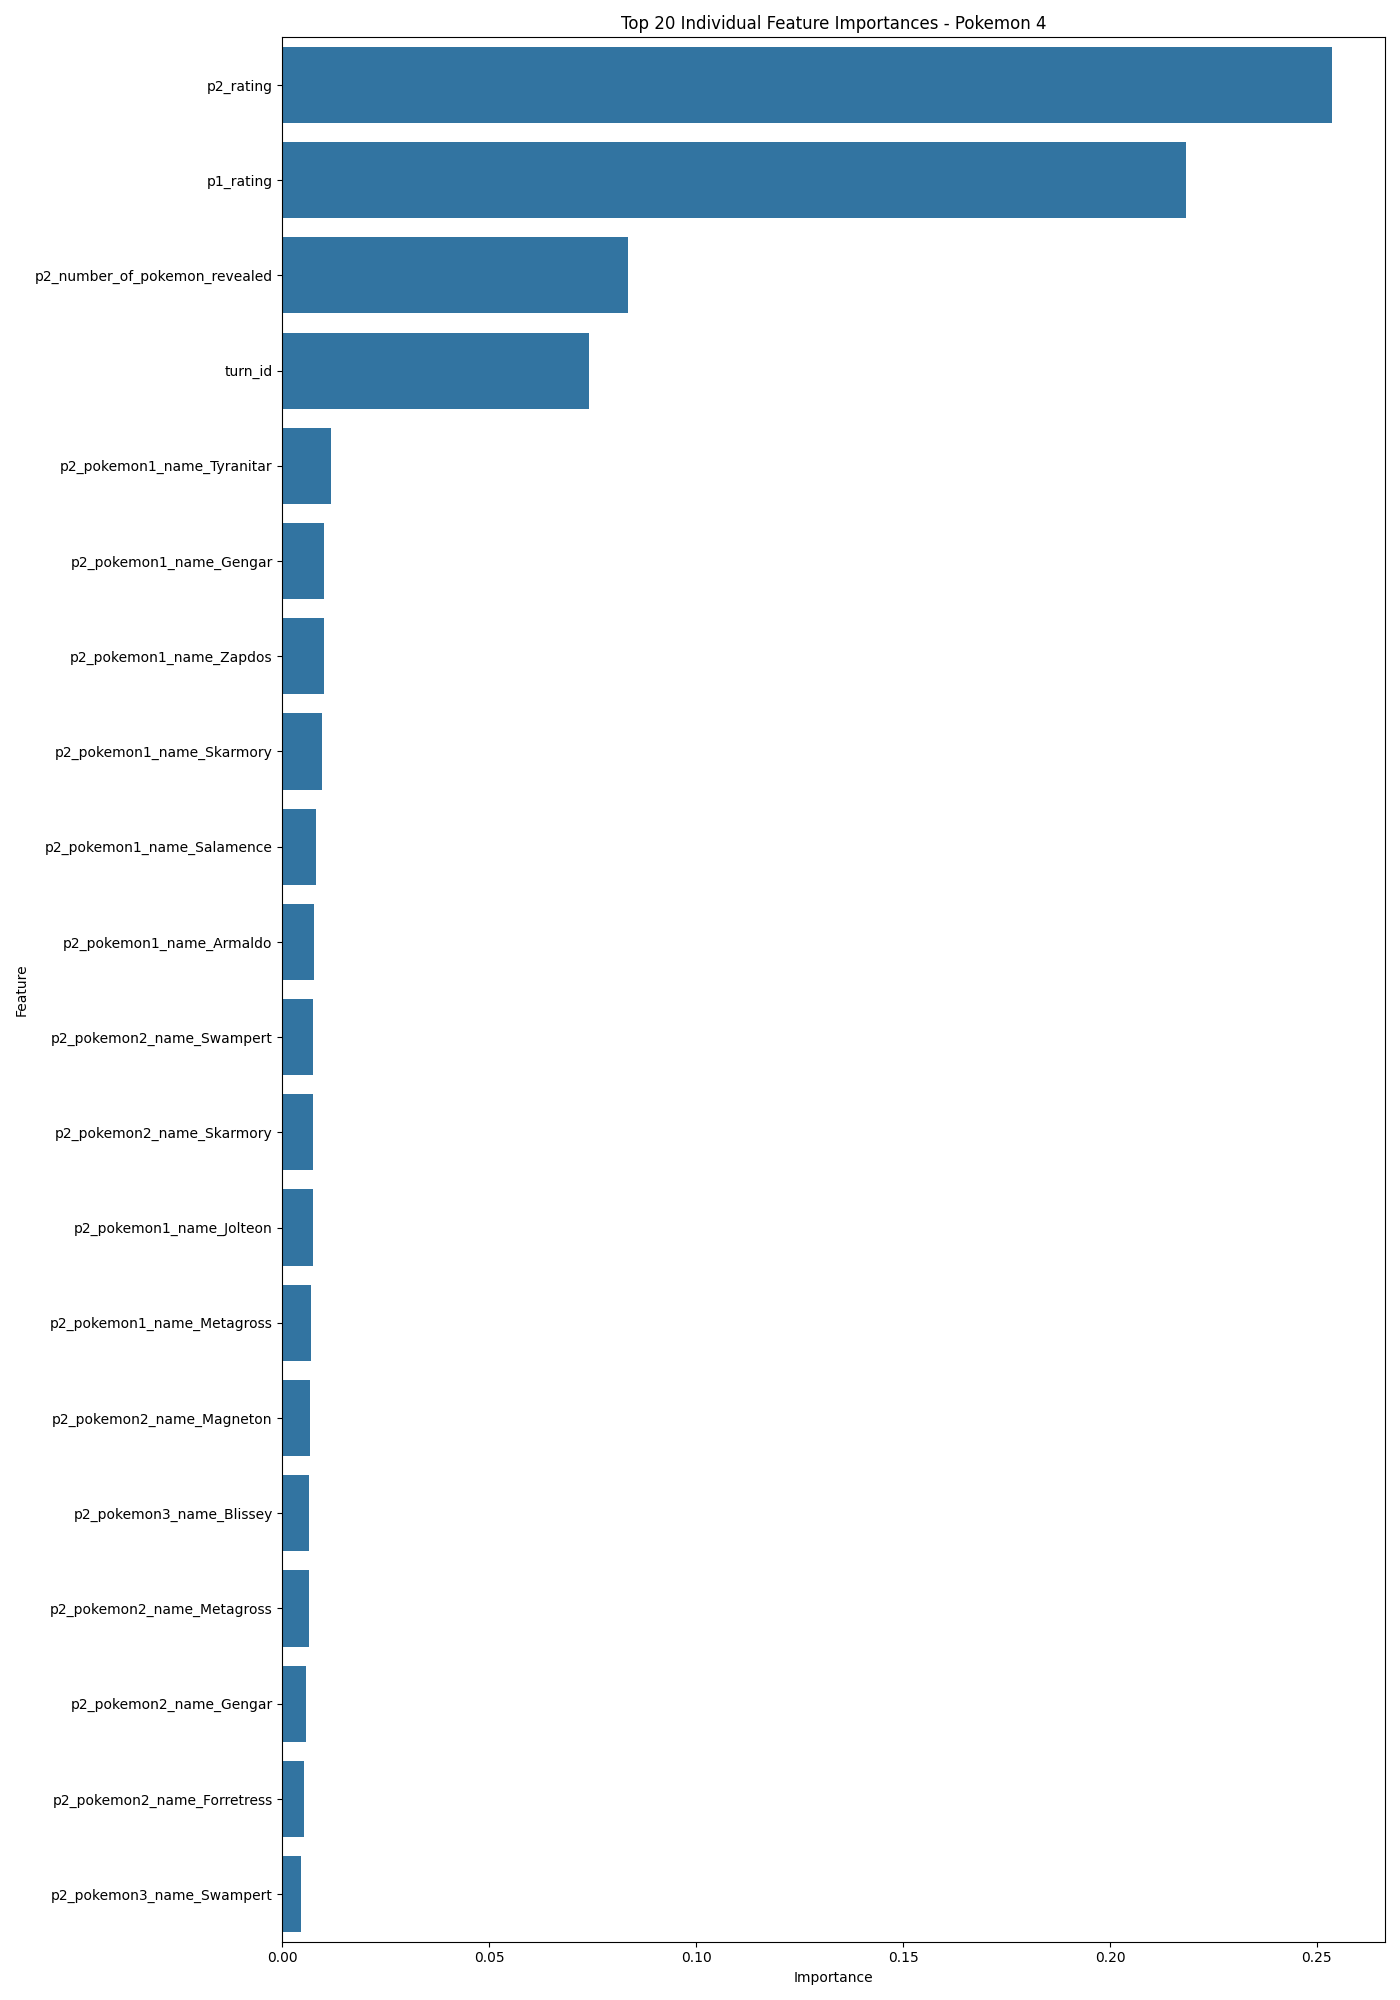 Top 20 Individual Feature Importances - Pokemon 4
p2_rating
p1_rating
p2_number_of_pokemon_revealed
turn_id
p2_pokemon1_name_Tyranitar
p2_pokemon1_name_Gengar
p2_pokemon1_name_Zapdos
p2_pokemon1_name_Skarmory
p2_pokemon1_name_Salamence
p2_pokemon1_name_Armaldo
p2_pokemon2_name_Swampert
p2_pokemon2_name_Skarmory
p2_pokemon1_name_Jolteon
p2_pokemon1_name_Metagross
p2_pokemon2_name_Magneton
p2_pokemon3_name_Blissey
p2_pokemon2_name_Metagross
p2_pokemon2_name_Gengar
p2_pokemon2_name_Forretress
p2_pokemon3_name_Swampert
Feature
0.00 0.05 0.10 0.15 0.20 0.25
Importance